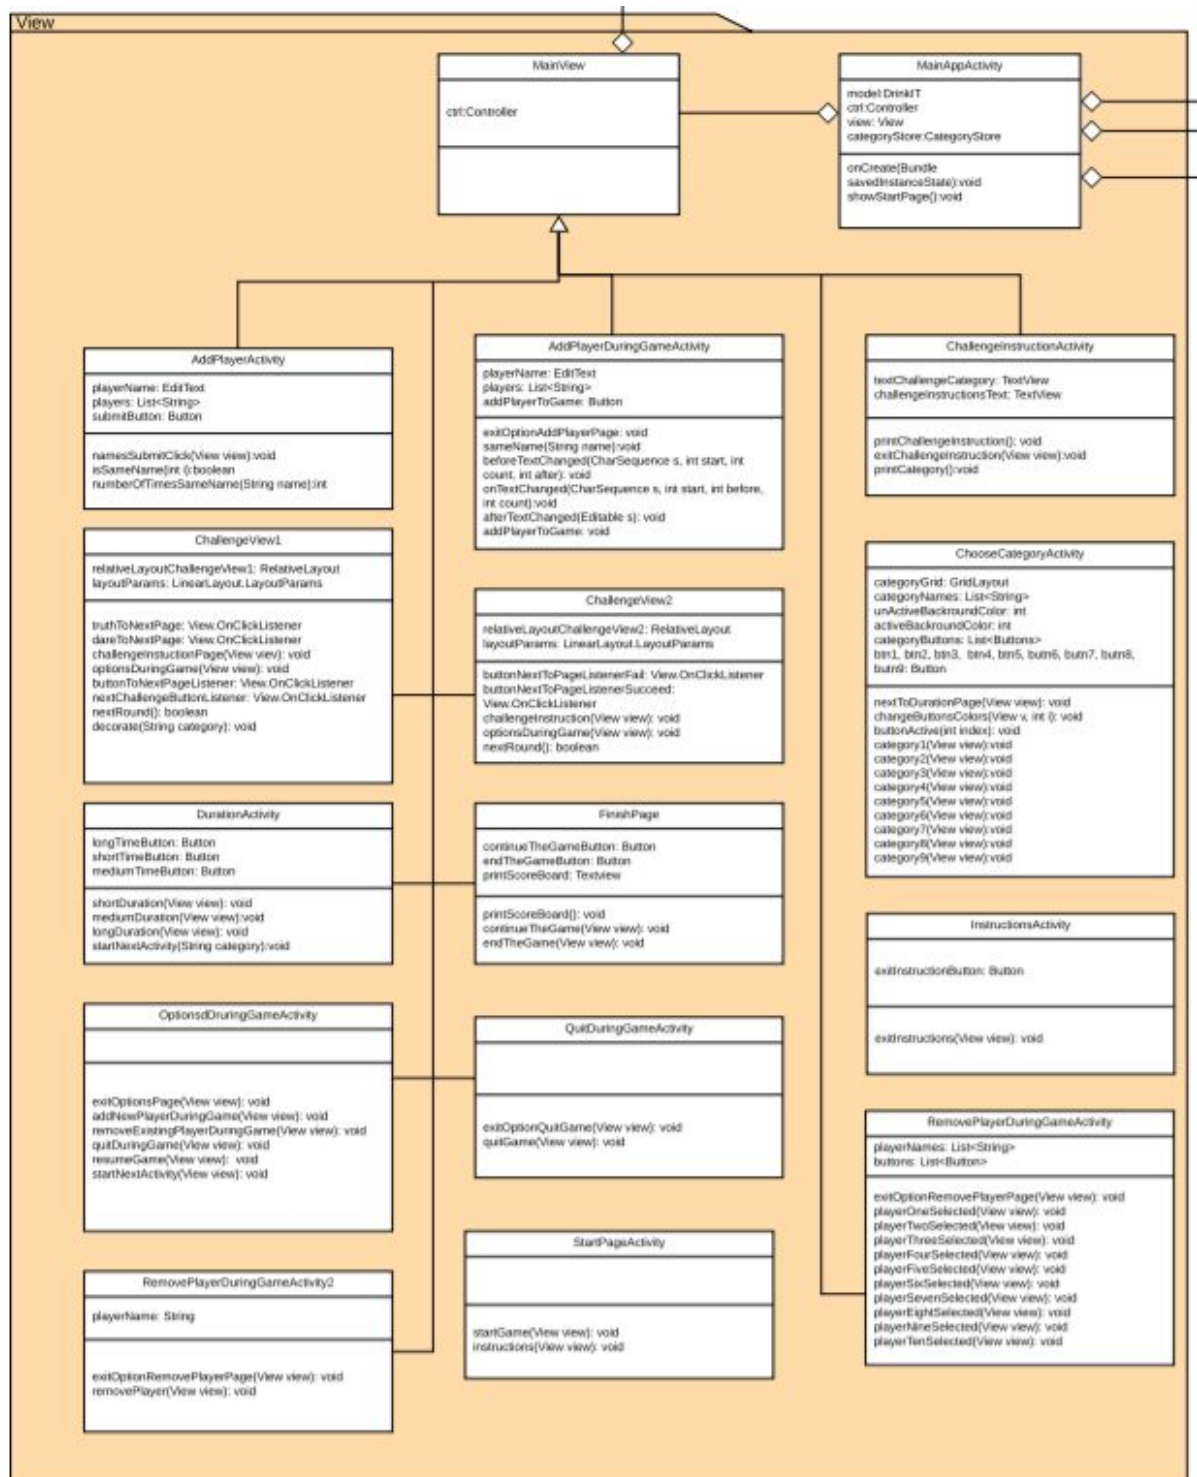 View
MainView
ctrl:Controller
MainAppActivity
model:DrinkIT
ctrl:Controller
view: View
categoryStore:CategoryStore
onCreate(Bundle
savedInstanceState):void
showStartPage():void
AddPlayerActivity
playerName: EditText
players: List<String>
submitButton: Button
namesSubmitClick(View view):void
isSameName(int i):boolean
numberOfTimesSameName(String name):int
AddPlayerDuringGameActivity
playerName: EditText
players: List<String>
addPlayerToGame: Button
exitOptionAddPlayerPage: void
sameName(String name):void
beforeTextChanged(CharSequence s, int start, int
count, int after): void
onTextChanged(CharSequence s, int start, int before,
int count):void
afterTextChanged(Editable s): void
addPlayerToGame: void
ChallengeInstructionActivity
textChallengeCategory: TextView
challengeInstructionsText: TextView
printChallengeInstruction(): void
exitChallengeInstruction(View view):void
printCategory():void
ChallengeView1
relativeLayoutChallengeView1: RelativeLayout
layoutParams: LinearLayout.LayoutParams
truthToNextPage: View.OnClickListener
dareToNextPage: View.OnClickListener
challengeInstuctionPage(View viev): void
optionsDuringGame(View view): void
buttonToNextPageListener: View.OnClickListener
nextChallengeButtonListener: View.OnClickListener
nextRound(): boolean
decorate(String category): void
ChallengeView2
relativeLayoutChallengeView2: RelativeLayout
layoutParams: LinearLayout.LayoutParams
buttonNextToPageListenerFail: View.OnClickListener
buttonNextToPageListenerSucceed:
View.OnClickListener
challengeInstruction(View view): void
optionsDuringGame(View view): void
nextRound(): boolean
ChooseCategoryActivity
categoryGrid: GridLayout
categoryNames: List<String>
unActiveBackroundColor: int
activeBackroundColor: int
categoryButtons: List<Buttons>
btn1, btn2, btn3, btn4, btn5, butn6, butn7, butn8,
butn9: Button
nextToDurationPage(View view): void
changeButtonsColors(View v, int i): void
buttonActive(int index): void
category1(View view):void
category2(View view):void
category3(View view):void
category4(View view):void
category5(View view):void
category6(View view):void
category7(View view):void
category8(View view):void
category9(View view):void
DurationActivity
longTimeButton: Button
shortTimeButton: Button
mediumTimeButton: Button
shortDuration(View view): void
mediumDuration(View view):void
longDuration(View view): void
startNextActivity(String category):void
FinishPage
continueTheGameButton: Button
endTheGameButton: Button
printScoreBoard: Textview
printScoreBoard(): void
continueTheGame(View view): void
endTheGame(View view): void
InstructionsActivity
exitInstructionButton: Button
exitInstructions(View view): void
OptionsdDruringGameActivity
exitOptionsPage(View view): void
addNewPlayerDuringGame(View view): void
removeExistingPlayerDuringGame(View view): void
quitDuringGame(View view): void
resumeGame(View view): void
startNextActivity(View view): void
QuitDuringGameActivity
exitOptionQuitGame(View view): void
quitGame(View view): void
RemovePlayerDuringGameActivity
playerNames: List<String>
buttons: List<Button>
exitOptionRemovePlayerPage(View view): void
playerOneSelected(View view): void
playerTwoSelected(View view): void
playerThreeSelected(View view): void
playerFourSelected(View view): void
playerFiveSelected(View view): void
playerSixSelected(View view): void
playerSevenSelected(View view): void
playerEightSelected(View view): void
playerNineSelected(View view): void
playerTenSelected(View view): void
StartPageActivity
startGame(View view): void
instructions(View view): void
RemovePlayerDuringGameActivity2
playerName: String
exitOptionRemovePlayerPage(View view): void
removePlayer(View view): void